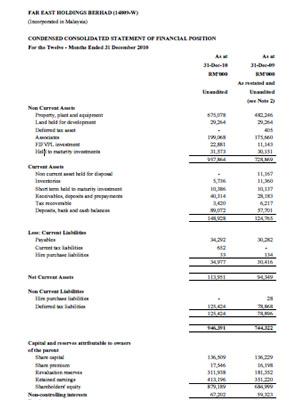 FAR EAST HOLDINGS BERHAD (14809-W)
(Incorporated in Malaysia)
CONDENSED CONSOLIDATED STATEMENT OF FINANCIAL POSITION
For the Twelve - Months Ended 31 December 2010
As at As at
31-Dec-10 31-Dec-09
RM'000 RM'000
As restated and
Unaudited Unaudited
(see Note 2)
Non Current Assets
Property, plant and equipment 675,078 482,246
Land held for development 29,264 29,264
Deferred tax asset - 405
Associates 199,068 175,660
FIFVPL investment 22,881 11,143
Held to maturity investments 31,573 30,151
957,864 728,869
Current Assets
Non current asset held for disposal - 11,167
Inventories 5,736 11,360
Short term held to maturity investment 10,386 10,137
Receivables, deposits and prepayments 40,314 28,183
Tax recoverable 3,420 6,217
Deposits, bank and cash balances 89,072 57,701
148,928 124,765
Less: Current Liabilities
Payables 34,292 30,282
Current tax liabilities 652 -
Hire purchase liabilities 33 134
34,977 30,416
Net Current Assets 113,951 94,349
Non Current Liabilities
Hire purchase liabilities - 28
Deferred tax liabilities 125,424 78,868
125,424 78,896
946,391 744,322
Capital and reserves attributable to owners
of the parent
Share capital 136,509 136,229
Share premium 17,546 16,198
Revaluation reserves 311,938 181,352
Retained earnings 413,196 351,220
Shareholders' equity 879,189 684,999
Non-controlling interests 67,202 59,323